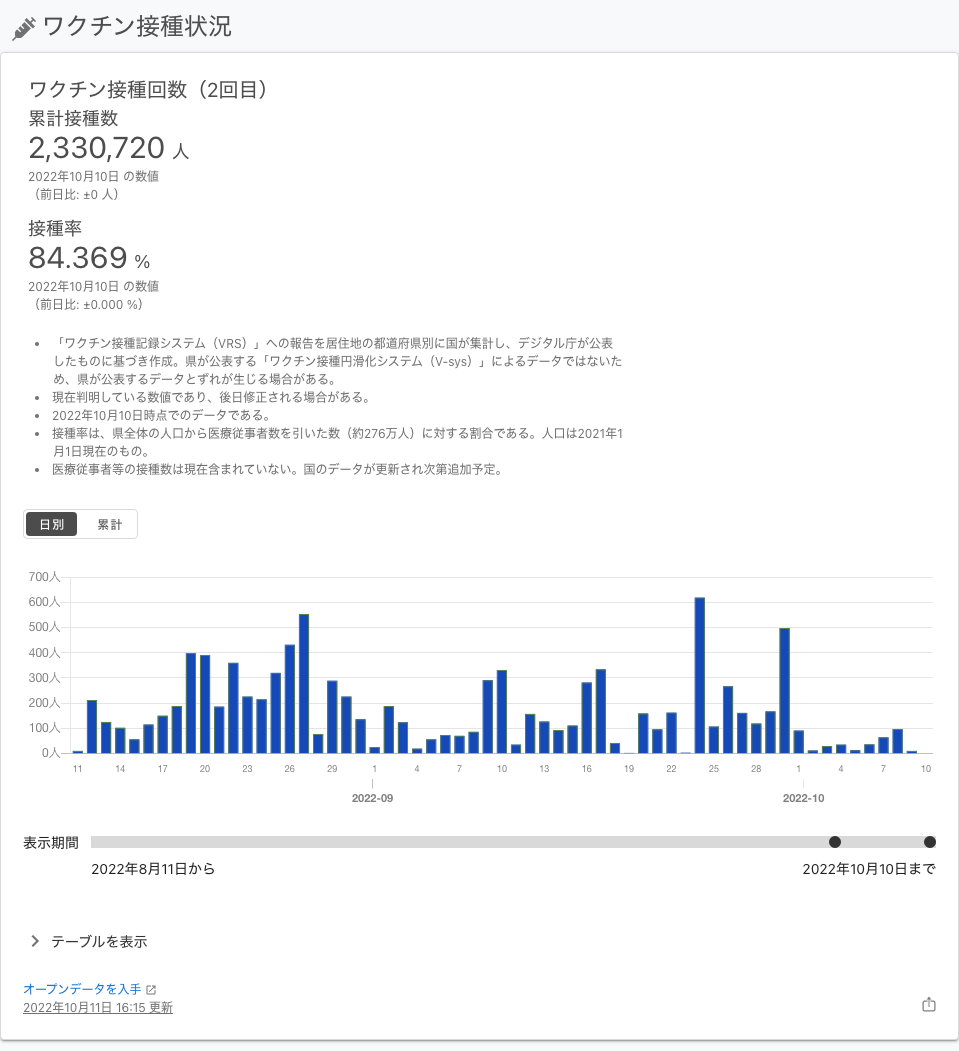 ワクチン接種状況
ワクチン接種回数（2回目）
累計接種数
2,330,720 人
2022年10月10日 の数値
（前日比: ±0 人）
接種率
84.369 %
2022年10月10日 の数値
（前日比: ±0.000 %）
• 「ワクチン接種記録システム（VRS）」への報告を居住地の都道府県別に国が集計し、デジタル庁が公表
したものに基づき作成。県が公表する「ワクチン接種円滑化システム（V-sys）」によるデータではないた
め、県が公表するデータとずれが生じる場合がある。
• 現在判明している数値であり、後日修正される場合がある。
• 2022年10月10日時点でのデータである。
• 接種率は、県全体の人口から医療従事者数を引いた数（約276万人）に対する割合である。人口は2021年1
月1日現在のもの。
• 医療従事者等の接種数は現在含まれていない。国のデータが更新され次第追加予定。
日別 累計
700人
600人
500人
400人
300人
200人
100人
0人
11 14 17 20 23 26 29 1 4 7 10 13 16 19 22 25 28 1 4 7 10
2022-09 2022-10
表示期間
2022年8月11日から 2022年10月10日まで
テーブルを表示
オープンデータを入手
2022年10月11日 16:15 更新